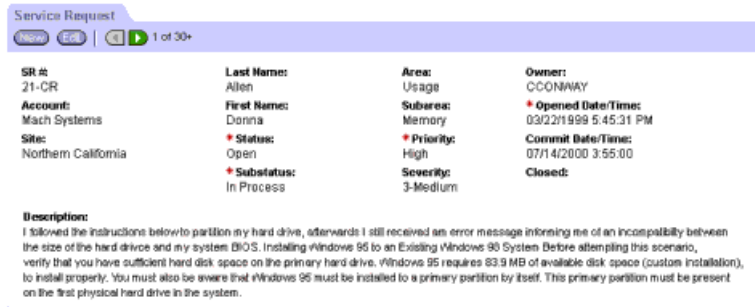 Service Request
New Edit 1 of 30+
SR #: Last Name: Area: Owner:
21-CR Allen Usage CCONWAY
Account: First Name: Subarea: * Opened Date/Time:
Mach Systems Donna Memory 03/22/1999 5:45:31 PM
Site: * Status: * Priority: Commit Date/Time:
Northern California Open High 07/14/2000 3:55:00
* Substatus: Severity: Closed:
In Process 3-Medium
Description:
I followed the instructions below to partition my hard drive, afterwards I still received am error message informing me of an incompatibility between
the size of the hard drivce and my system BIOS. Installing Windows 95 to an Existing Windows 98 System Before attempting this scenario,
verify that you have sufficient hard disk space on the primary hard drive. Windows 95 requires 83.9 MB of available disk space (custom installation),
to install properly. You must also be aware that Windows 95 must be installed to a primary partition by itself. This primary partition must be present
on the first physical hard drive in the system.